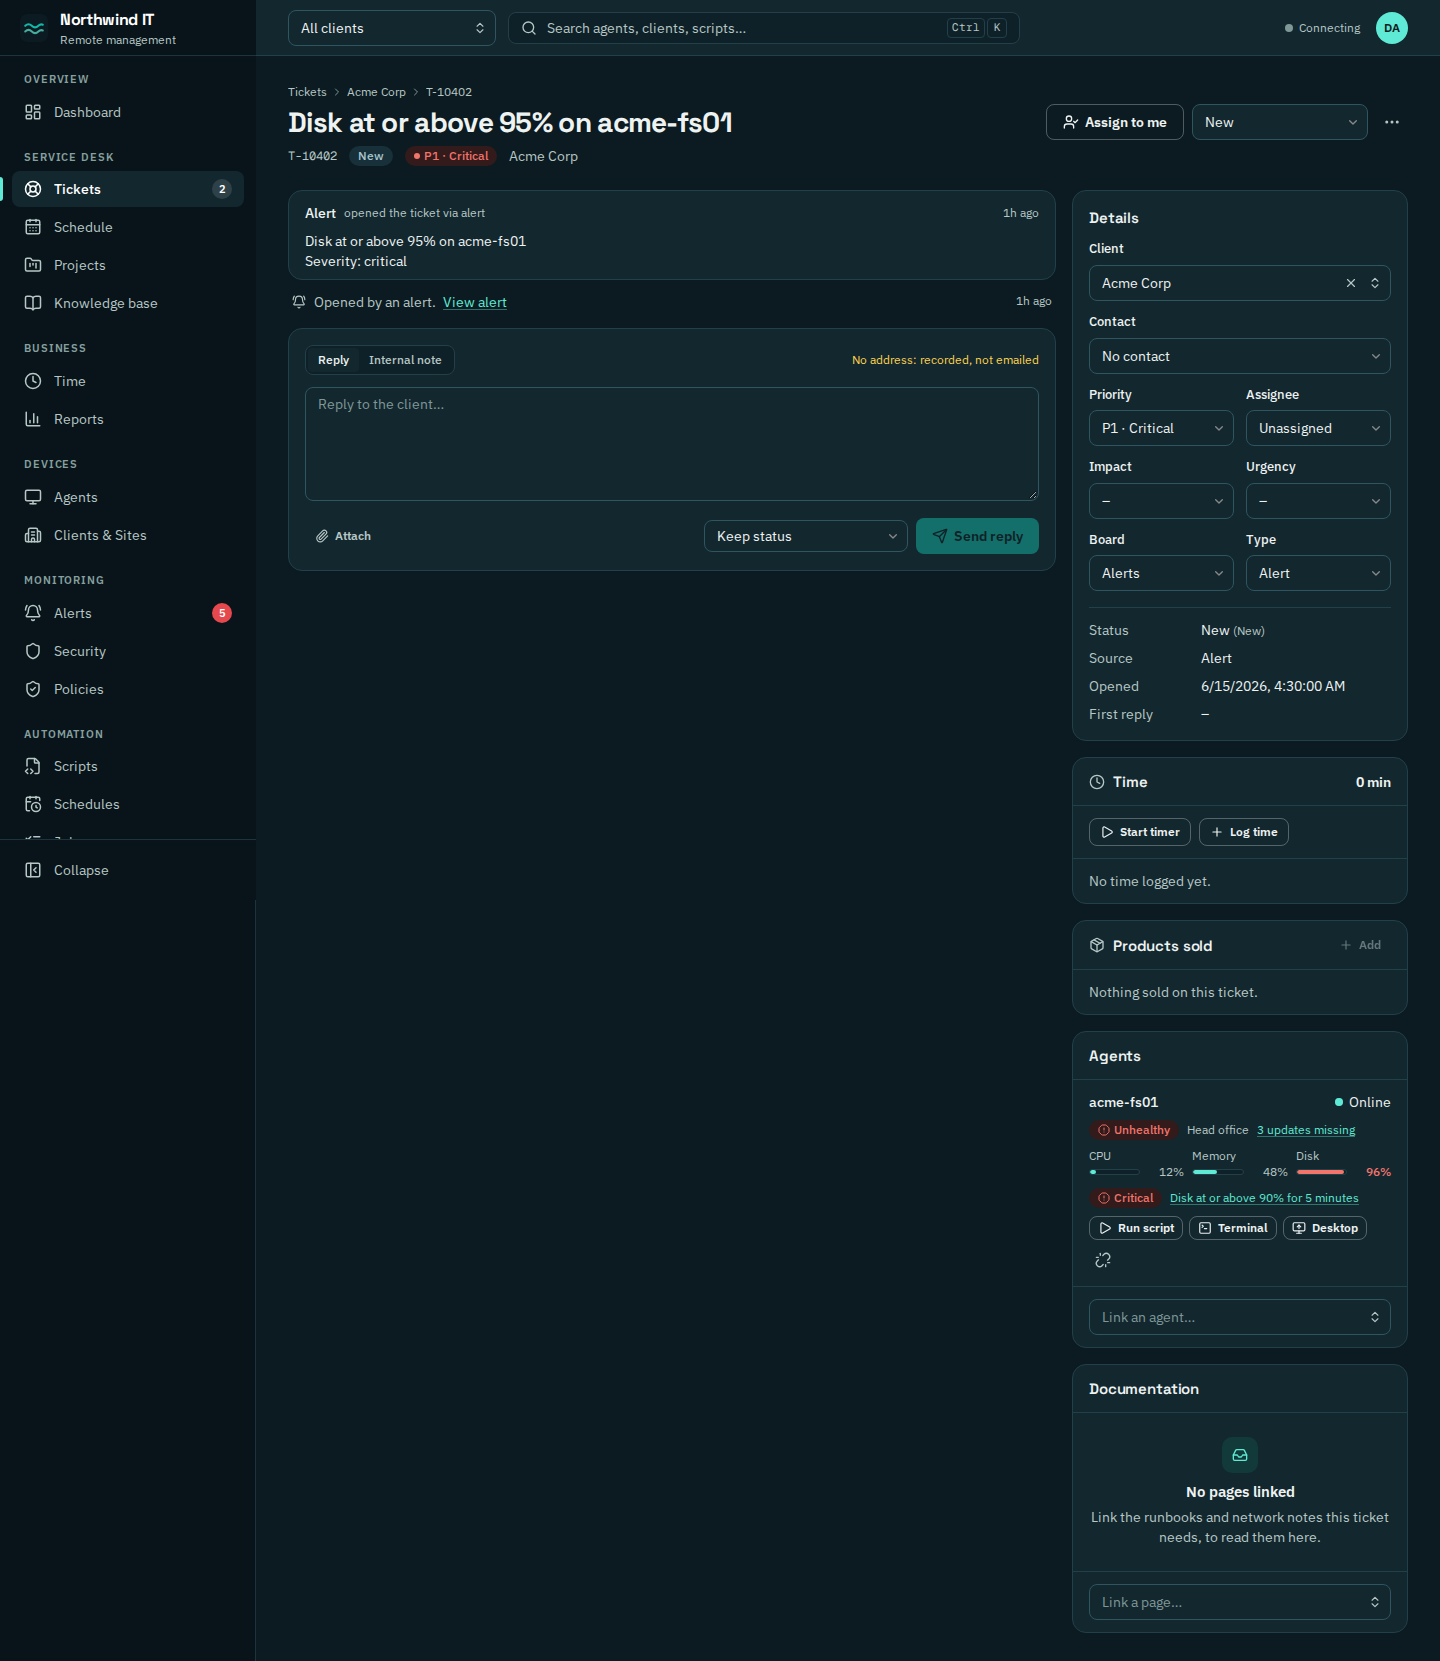 Northwind IT
Remote management
All clients
Search agents, clients, scripts...
Ctrl K
Connecting
DA
OVERVIEW
Dashboard
SERVICE DESK
Tickets 2
Schedule
Projects
Knowledge base
BUSINESS
Time
Reports
DEVICES
Agents
Clients & Sites
MONITORING
Alerts 5
Security
Policies
AUTOMATION
Scripts
Schedules
Collapse
Tickets > Acme Corp > T-10402
Disk at or above 95% on acme-fs01
T-10402 New P1 · Critical Acme Corp
Assign to me
New
Alert opened the ticket via alert 1h ago
Disk at or above 95% on acme-fs01
Severity: critical
Opened by an alert. View alert 1h ago
Reply Internal note No address: recorded, not emailed
Reply to the client...
Attach
Keep status
Send reply
Details
Client
Acme Corp
Contact
No contact
Priority Assignee
P1 · Critical Unassigned
Impact Urgency
– –
Board Type
Alerts Alert
Status New (New)
Source Alert
Opened 6/15/2026, 4:30:00 AM
First reply –
Time 0 min
Start timer Log time
No time logged yet.
Products sold Add
Nothing sold on this ticket.
Agents
acme-fs01 Online
Unhealthy Head office 3 updates missing
CPU Memory Disk
12% 48% 96%
Critical Disk at or above 90% for 5 minutes
Run script Terminal Desktop
Link an agent...
Documentation
No pages linked
Link the runbooks and network notes this ticket
needs, to read them here.
Link a page...